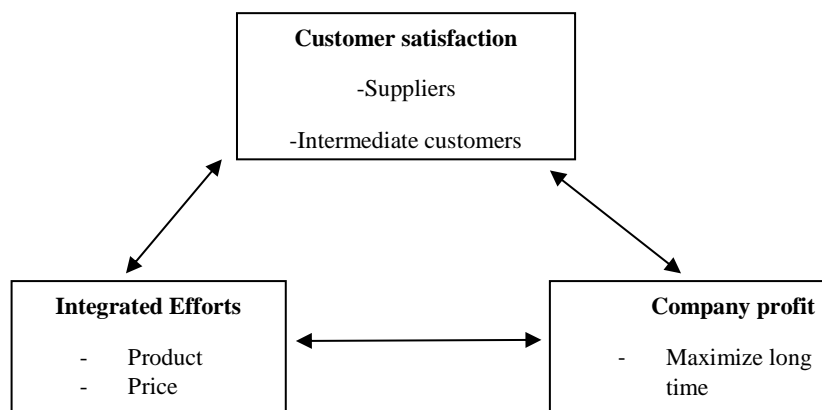 Customer satisfaction
-Suppliers
-Intermediate customers
Integrated Efforts
- Product
- Price
Company profit
- Maximize long
time